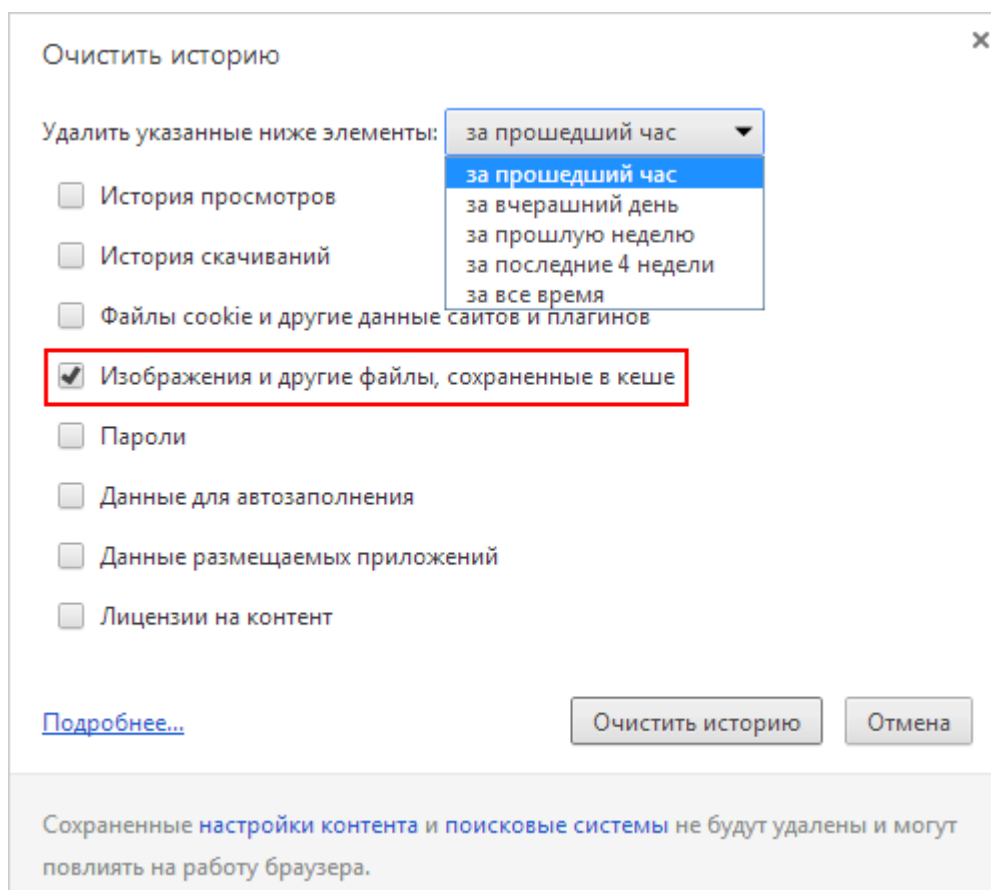 Очистить историю
Удалить указанные ниже элементы: за прошедший час
за прошедший час
за вчерашний день
за прошлую неделю
за последние 4 недели
за все время
История просмотров
История скачиваний
Файлы cookie и другие данные сайтов и плагинов
Изображения и другие файлы, сохраненные в кеше
Пароли
Данные для автозаполнения
Данные размещаемых приложений
Лицензии на контент
Подробнее... Очистить историю Отмена
Сохраненные настройки контента и поисковые системы не будут удалены и могут
повлиять на работу браузера.